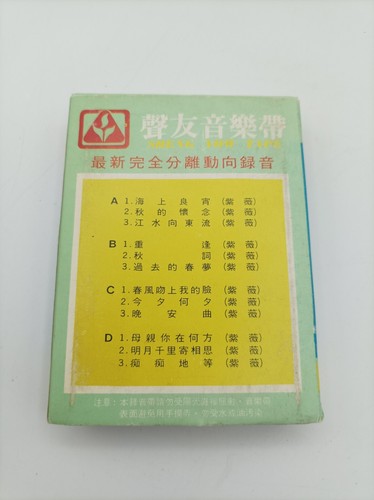 聲友音樂帶
最新完全分離動向録音
A 1.海上良宵(紫薇)
2.秋的懷念(紫薇)
3.江水向東流(紫薇)
B 1.重逢(紫薇)
2.秋詞(紫薇)
3.過去的春夢(紫薇)
C 1.春風吻上我的臉(紫薇)
2.今夕何夕(紫薇)
3.晚安曲(紫薇)
D 1.母親你在何方(紫薇)
2.明月千里寄相思(紫薇)
3.痴痴地等(紫薇)